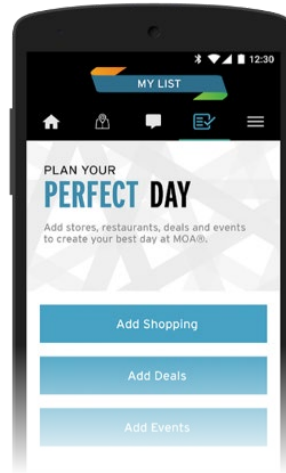 12:30
MY LIST
PLAN YOUR
PERFECT DAY
Add stores, restaurants, deals and events
to create your best day at MOA®.
Add Shopping
Add Deals
Add Events